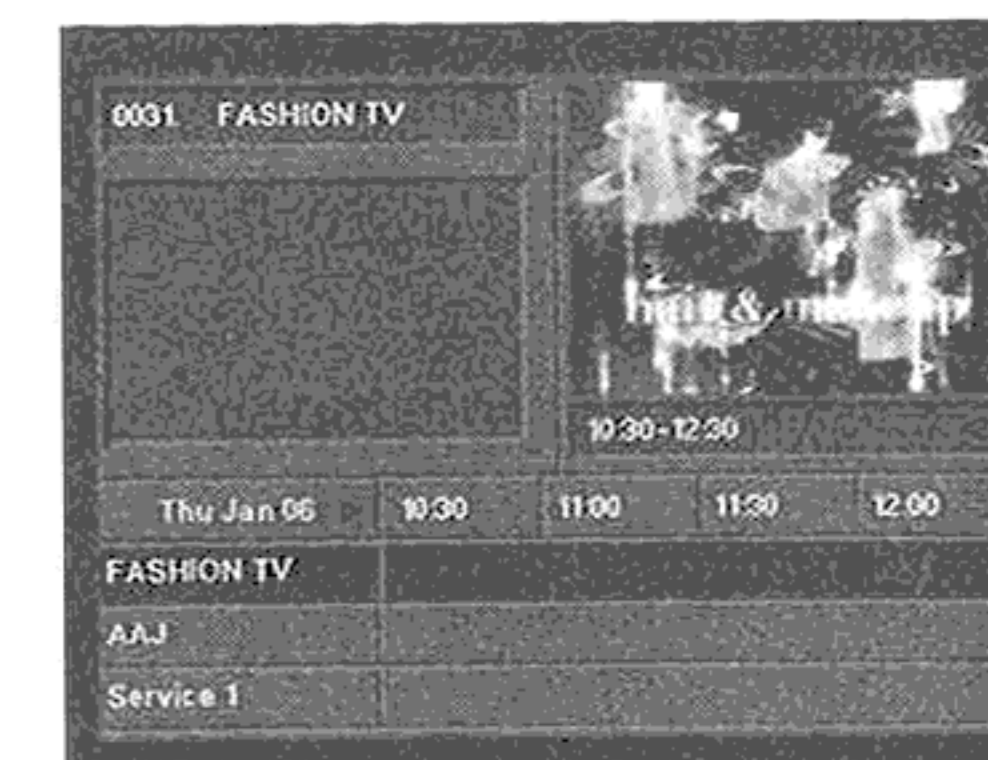 0031 FASHION TV
hair &
10:30-12:30
Thu Jan 06 10:30 11:00 11:30 12:00
FASHION TV
AAJ
Service 1